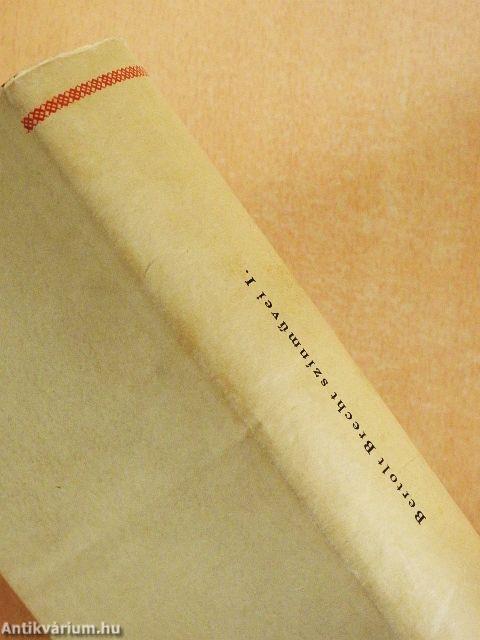 Bertolt Brecht színművei I.
Antikvárium.hu